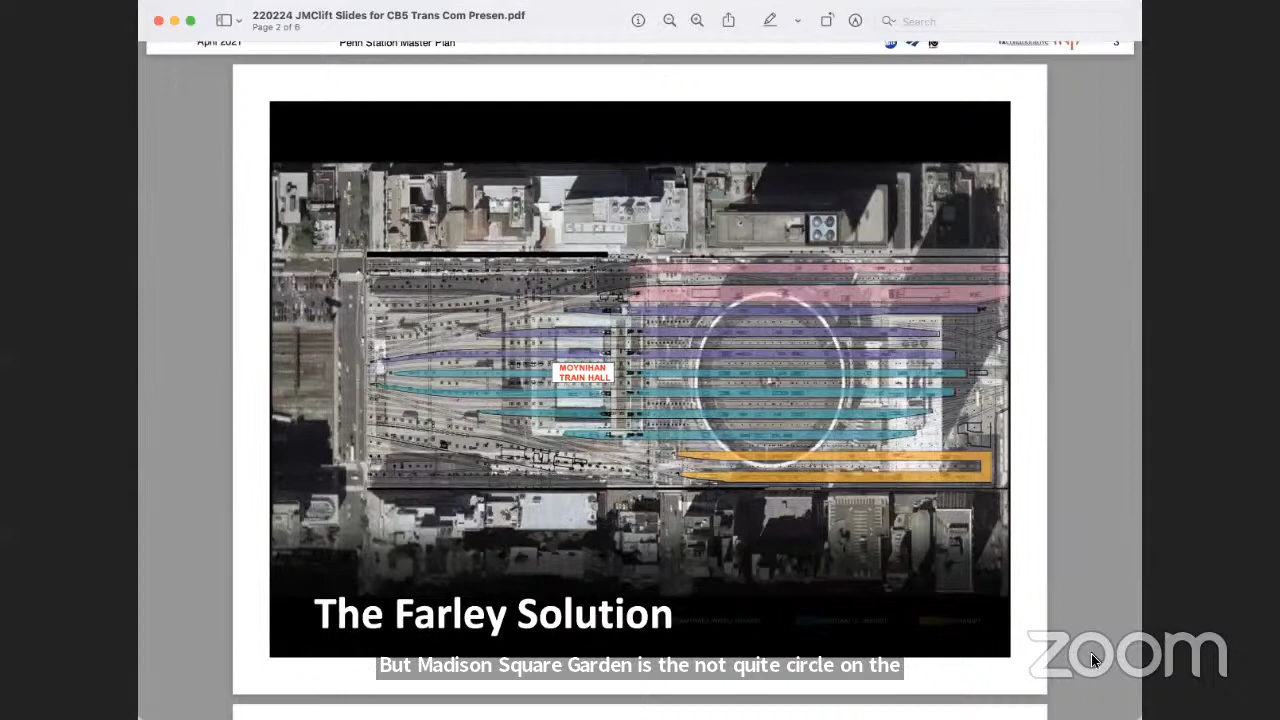 220224 JMClift Slides for CB5 Trans Com Presen.pdf
Page 2 of 6
Search
April 2021
Penn Station Master Plan
3
MOYNIHAN
TRAIN HALL
The Farley Solution
But Madison Square Garden is the not quite circle on the
zoom